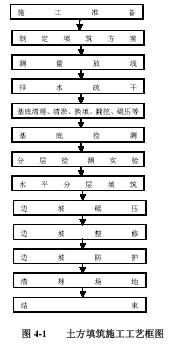 施工准备
制定填筑方案
测量放线
排水疏干
基底清理、清淤、换填、翻挖、碾压等
基底检测
分层检测实验
水平分层填筑
边坡碾压
边坡整修
边坡防护
清理场地
结束
图 4-1 土方填筑施工工艺框图